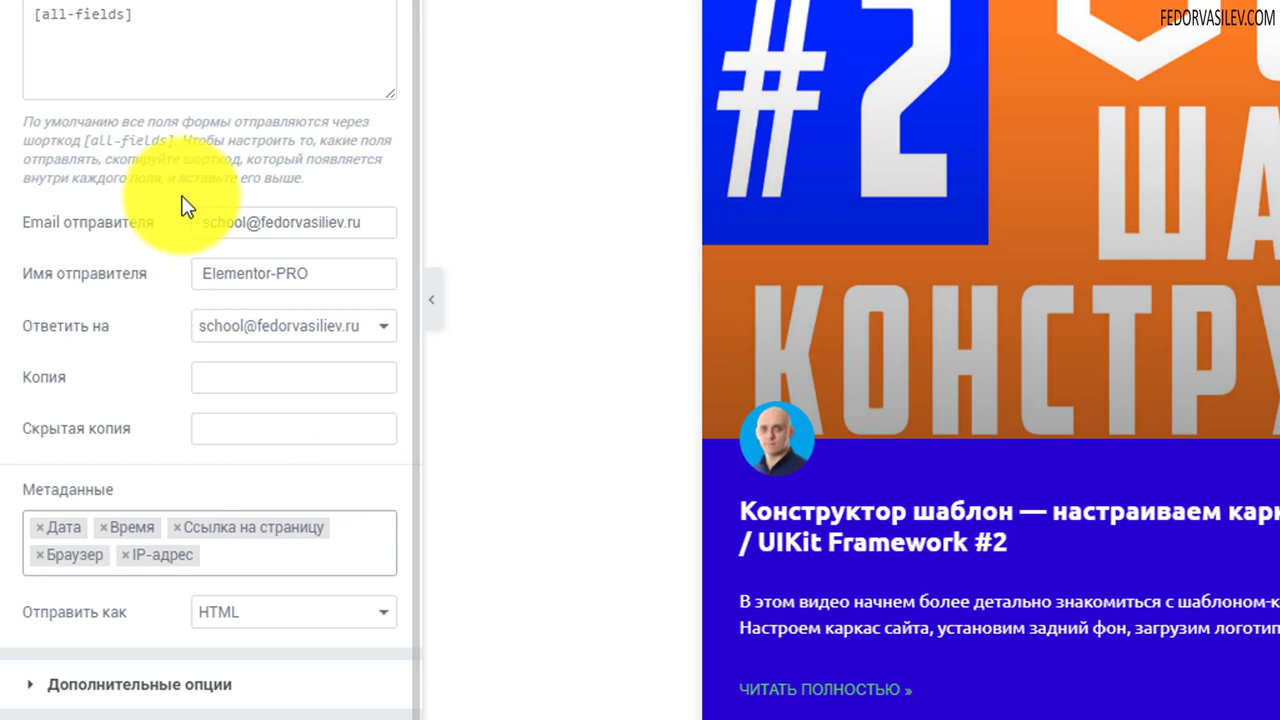 FEDORVASILEV.COM
[all-fields]
По умолчанию все поля формы отправляются через
шорткод [all-fields]. Чтобы настроить то, какие поля
отправлять, скопируйте шорткод, который появляется
внутри каждого поля, и вставьте его выше.
Email отправителя
school@fedorvasiliev.ru
Имя отправителя
Elementor-PRO
Ответить на
school@fedorvasiliev.ru
Копия
Скрытая копия
Метаданные
×Дата ×Время ×Ссылка на страницу
×Браузер ×IP-адрес
Отправить как
HTML
Дополнительные опции
#2
ША
КОНСТРУ
Конструктор шаблон — настраиваем карк
/ UIKit Framework #2
В этом видео начнем более детально знакомиться с шаблоном-к
Настроем каркас сайта, установим задний фон, загрузим логотип
ЧИТАТЬ ПОЛНОСТЬЮ »